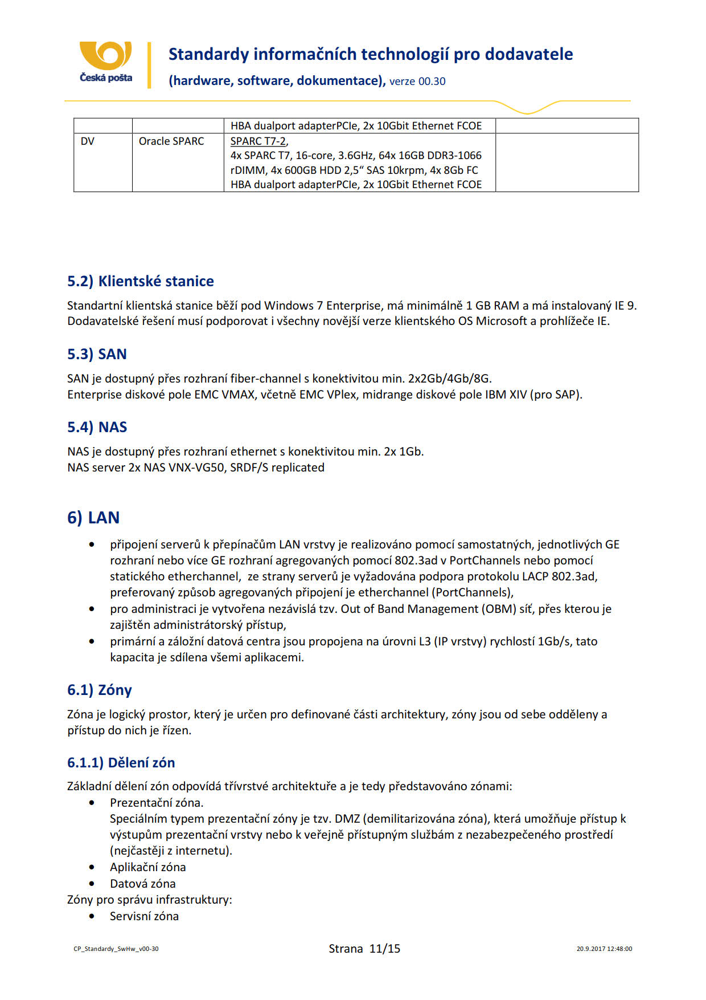 Česká pošta
Standardy informačních technologií pro dodavatele
(hardware, software, dokumentace), verze 00.30
HBA dualport adapterPCIe, 2x 10Gbit Ethernet FCOE
DV Oracle SPARC SPARC T7-2,
4x SPARC T7, 16-core, 3.6GHz, 64x 16GB DDR3-1066
rDIMM, 4x 600GB HDD 2,5“ SAS 10krpm, 4x 8Gb FC
HBA dualport adapterPCIe, 2x 10Gbit Ethernet FCOE
5.2) Klientské stanice
Standartní klientská stanice běží pod Windows 7 Enterprise, má minimálně 1 GB RAM a má instalovaný IE 9.
Dodavatelské řešení musí podporovat i všechny novější verze klientského OS Microsoft a prohlížeče IE.
5.3) SAN
SAN je dostupný přes rozhraní fiber-channel s konektivitou min. 2x2Gb/4Gb/8G.
Enterprise diskové pole EMC VMAX, včetně EMC VPlex, midrange diskové pole IBM XIV (pro SAP).
5.4) NAS
NAS je dostupný přes rozhraní ethernet s konektivitou min. 2x 1Gb.
NAS server 2x NAS VNX-VG50, SRDF/S replicated
6) LAN
• připojení serverů k přepínačům LAN vrstvy je realizováno pomocí samostatných, jednotlivých GE
rozhraní nebo více GE rozhraní agregovaných pomocí 802.3ad v PortChannels nebo pomocí
statického etherchannel, ze strany serverů je vyžadována podpora protokolu LACP 802.3ad,
preferovaný způsob agregovaných připojení je etherchannel (PortChannels),
• pro administraci je vytvořena nezávislá tzv. Out of Band Management (OBM) síť, přes kterou je
zajištěn administrátorský přístup,
• primární a záložní datová centra jsou propojena na úrovni L3 (IP vrstvy) rychlostí 1Gb/s, tato
kapacita je sdílena všemi aplikacemi.
6.1) Zóny
Zóna je logický prostor, který je určen pro definované části architektury, zóny jsou od sebe odděleny a
přístup do nich je řízen.
6.1.1) Dělení zón
Základní dělení zón odpovídá třívrstvé architektuře a je tedy představováno zónami:
• Prezentační zóna.
Speciálním typem prezentační zóny je tzv. DMZ (demilitarizována zóna), která umožňuje přístup k
výstupům prezentační vrstvy nebo k veřejně přístupným službám z nezabezpečeného prostředí
(nejčastěji z internetu).
• Aplikační zóna
• Datová zóna
Zóny pro správu infrastruktury:
• Servisní zóna
CP_Standardy_SwHw_v00-30 Strana 11/15 20.9.2017 12:48:00